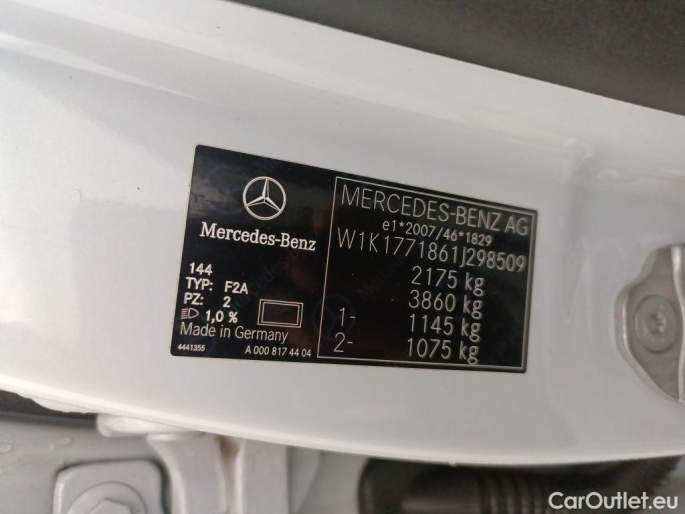 Mercedes-Benz
144
TYP: F2A
PZ: 2
1,0 %
Made in Germany
4441355 A 000 817 44 04
MERCEDES-BENZ AG
e1*2007/46*1829
W1K1771861J298509
2175 kg
3860 kg
1- 1145 kg
2- 1075 kg
CarOutlet.eu